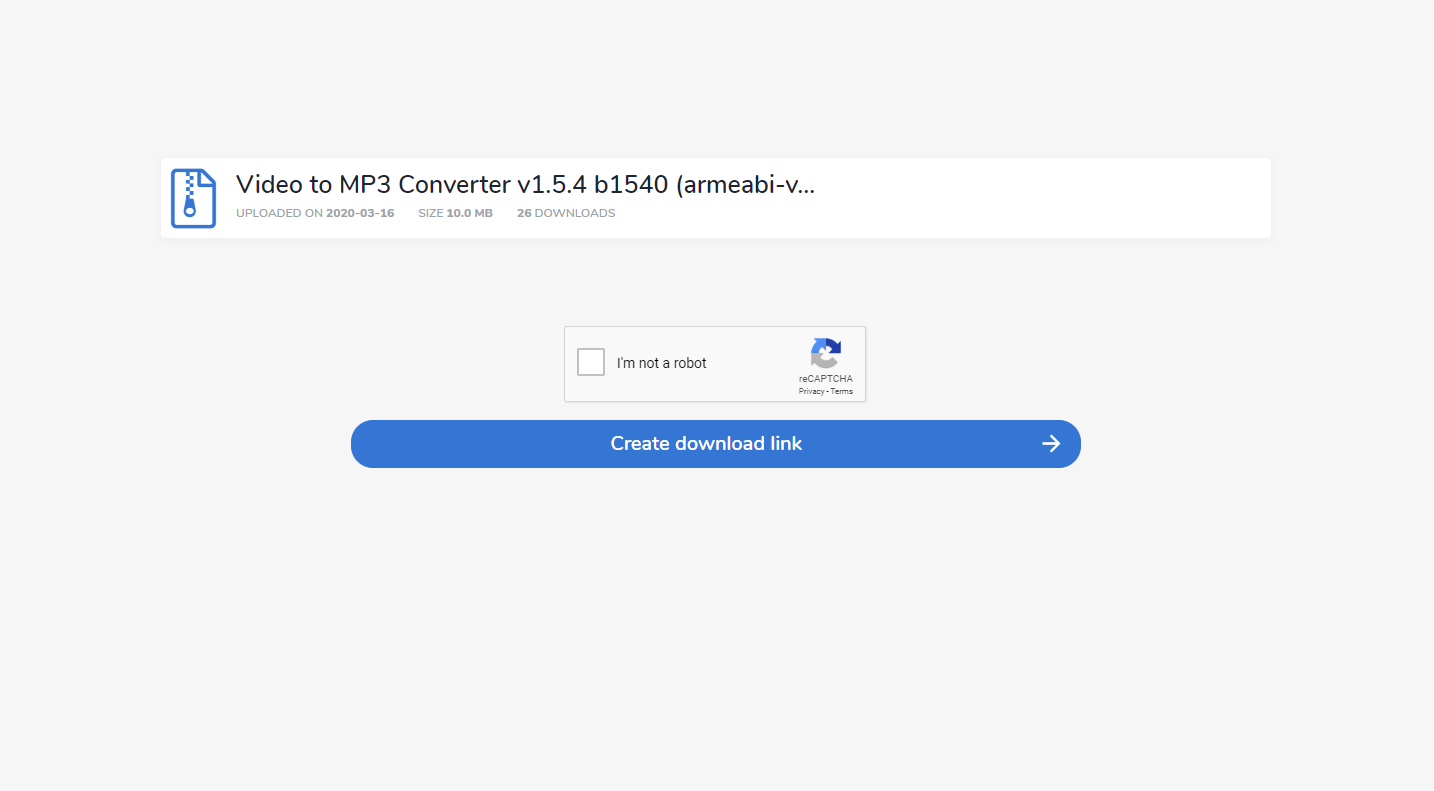 Video to MP3 Converter v1.5.4 b1540 (armeabi-v...
UPLOADED ON 2020-03-16 SIZE 10.0 MB 26 DOWNLOADS
I'm not a robot
reCAPTCHA
Privacy - Terms
Create download link